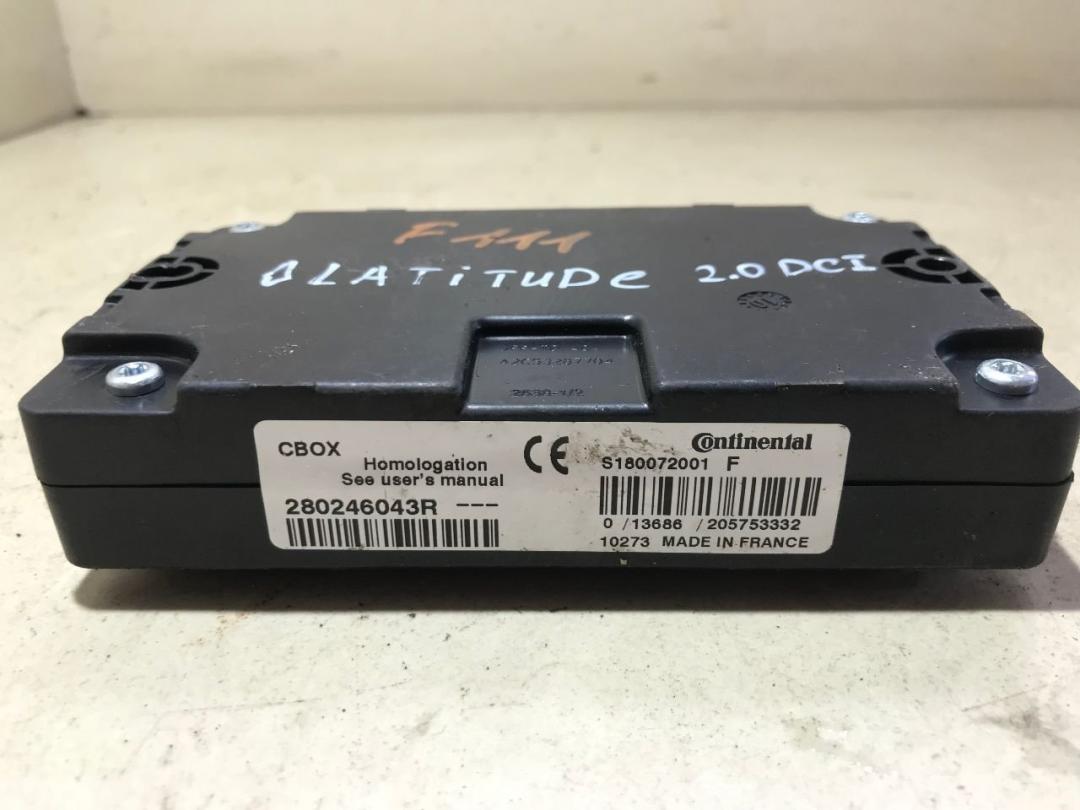 F 111
LATiTUDe 2.0 DCI
CBOX
Homologation
See user's manual
280246043R ---
CE
Continental
S180072001 F
0 /13686 /205753332
10273 MADE IN FRANCE